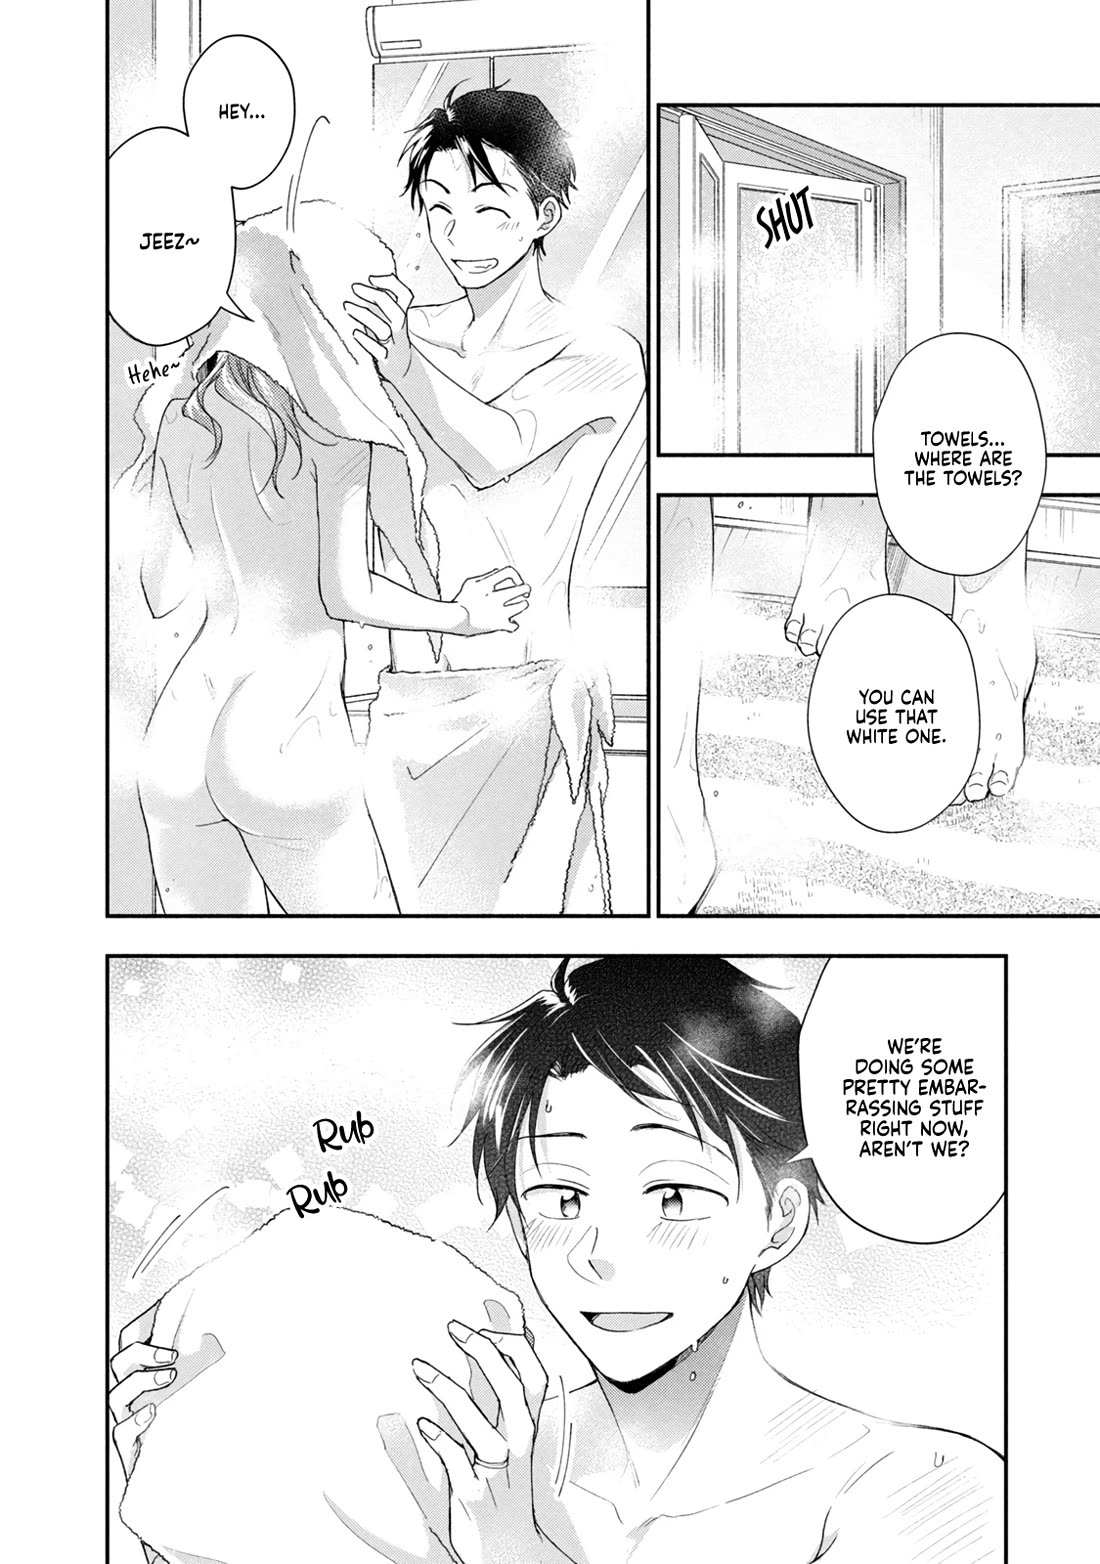 SHUT
TOWELS...
WHERE ARE
THE TOWELS?
YOU CAN
USE THAT
WHITE ONE.
HEY...
JEEZ~
Hehe~
WE'RE
DOING SOME
PRETTY EMBAR-
RASSING STUFF
RIGHT NOW,
AREN'T WE?
Rub
Rub